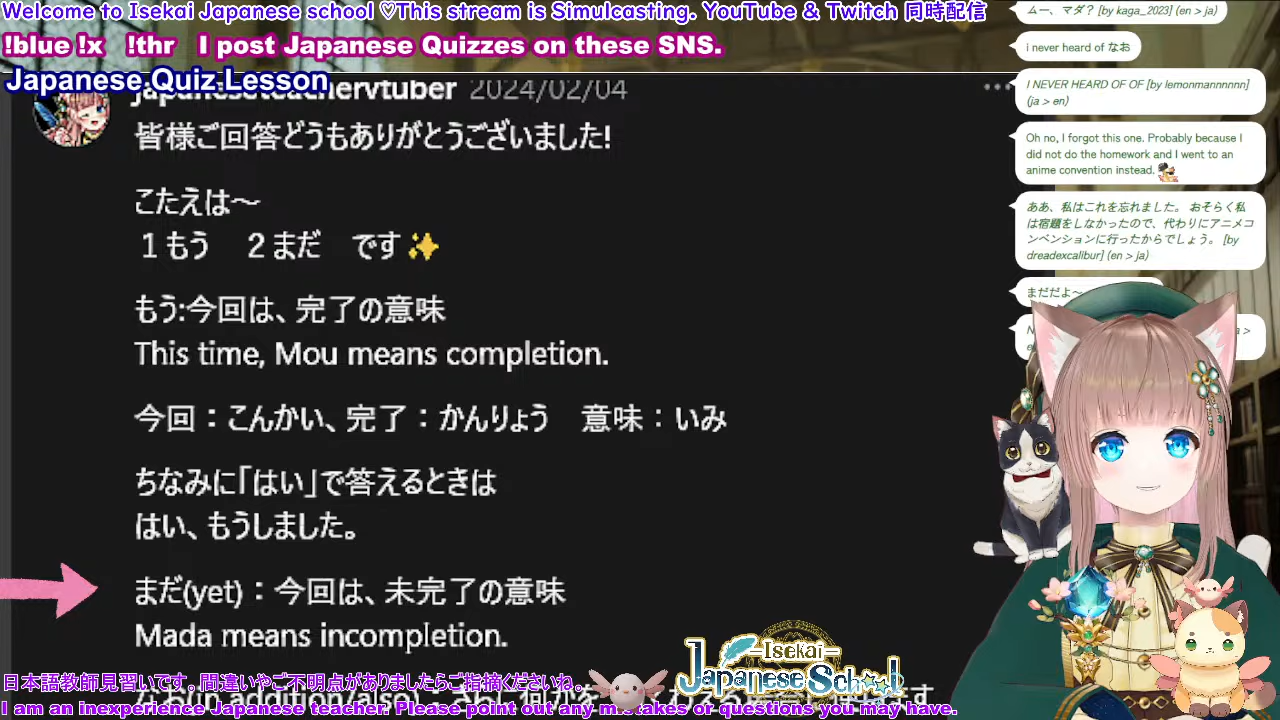 Welcome to Isekai Japanese school ♡This stream is Simulcasting. YouTube & Twitch 同時配信
!blue !x !thr I post Japanese Quizzes on these SNS.
Japanese Quiz Lesson
japaneseteachervtuber 2024/02/04
皆様ご回答どうもありがとうございました!
こたえは〜
１もう　２まだ　です✨
もう:今回は、完了の意味
This time, Mou means completion.
今回：こんかい、完了：かんりょう　意味：いみ
ちなみに「はい」で答えるときは
はい、もうしました。
まだ(yet)：今回は、未完了の意味
Mada means incompletion.
日本語教師見習いです。間違いやご不明点がありましたらご指摘くださいね。
I am an inexperience Japanese teacher. Please point out any mistakes or questions you may have.
Isekai
Japanese School
ムー、マダ？ [by kaga_2023] (en > ja)
i never heard of なお
I NEVER HEARD OF OF [by lemonmannnnnn] (ja > en)
Oh no, I forgot this one. Probably because I
did not do the homework and I went to an
anime convention instead.
ああ、私はこれを忘れました。 おそらく私
は宿題をしなかったので、代わりにアニメコ
ンベンションに行ったからでしょう。 [by
dreadexcalibur] (en > ja)
まだだよ〜